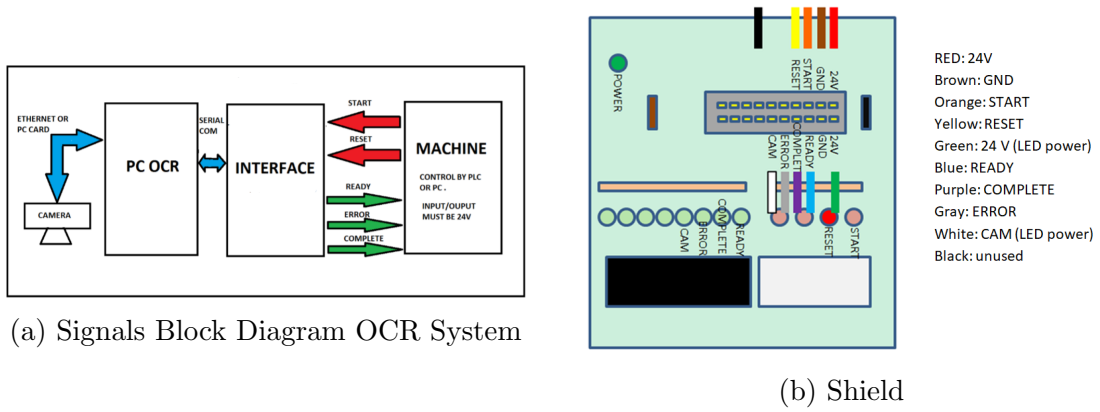 ETHERNET OR
PC CARD
CAMERA
PC OCR
SERIAL
COM
INTERFACE
START
RESET
READY
ERROR
COMPLETE
MACHINE
CONTROL BY PLC
OR PC .
INPUT/OUPUT
MUST BE 24V
(a) Signals Block Diagram OCR System
POWER
RESET
START
GND
24V
CAM
ERROR
COMPLETE
READY
GND
24V
CAM
ERROR
COMPLETE
READY
RESET
START
RED: 24V
Brown: GND
Orange: START
Yellow: RESET
Green: 24 V (LED power)
Blue: READY
Purple: COMPLETE
Gray: ERROR
White: CAM (LED power)
Black: unused
(b) Shield